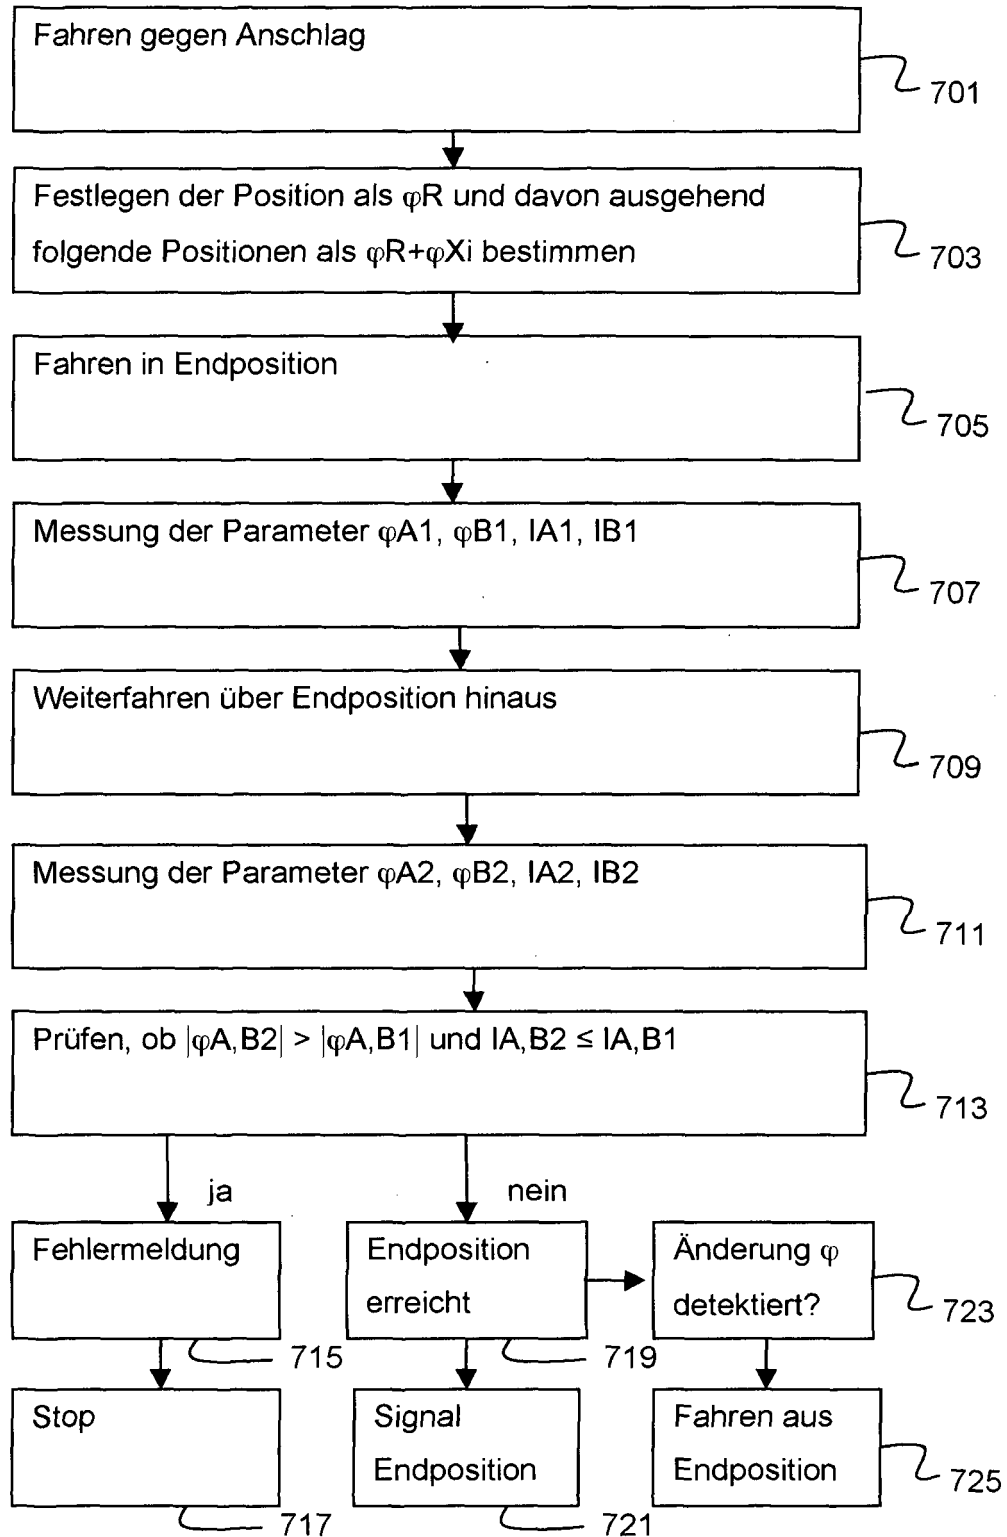 Fahren gegen Anschlag
701
Festlegen der Position als φR und davon ausgehend
folgende Positionen als φR+φXi bestimmen
703
Fahren in Endposition
705
Messung der Parameter φA1, φB1, IA1, IB1
707
Weiterfahren über Endposition hinaus
709
Messung der Parameter φA2, φB2, IA2, IB2
711
Prüfen, ob |φA,B2| > |φA,B1| und IA,B2 ≤ IA,B1
713
ja
nein
Fehlermeldung
715
Endposition
erreicht
719
Änderung φ
detektiert?
723
Stop
717
Signal
Endposition
721
Fahren aus
Endposition
725